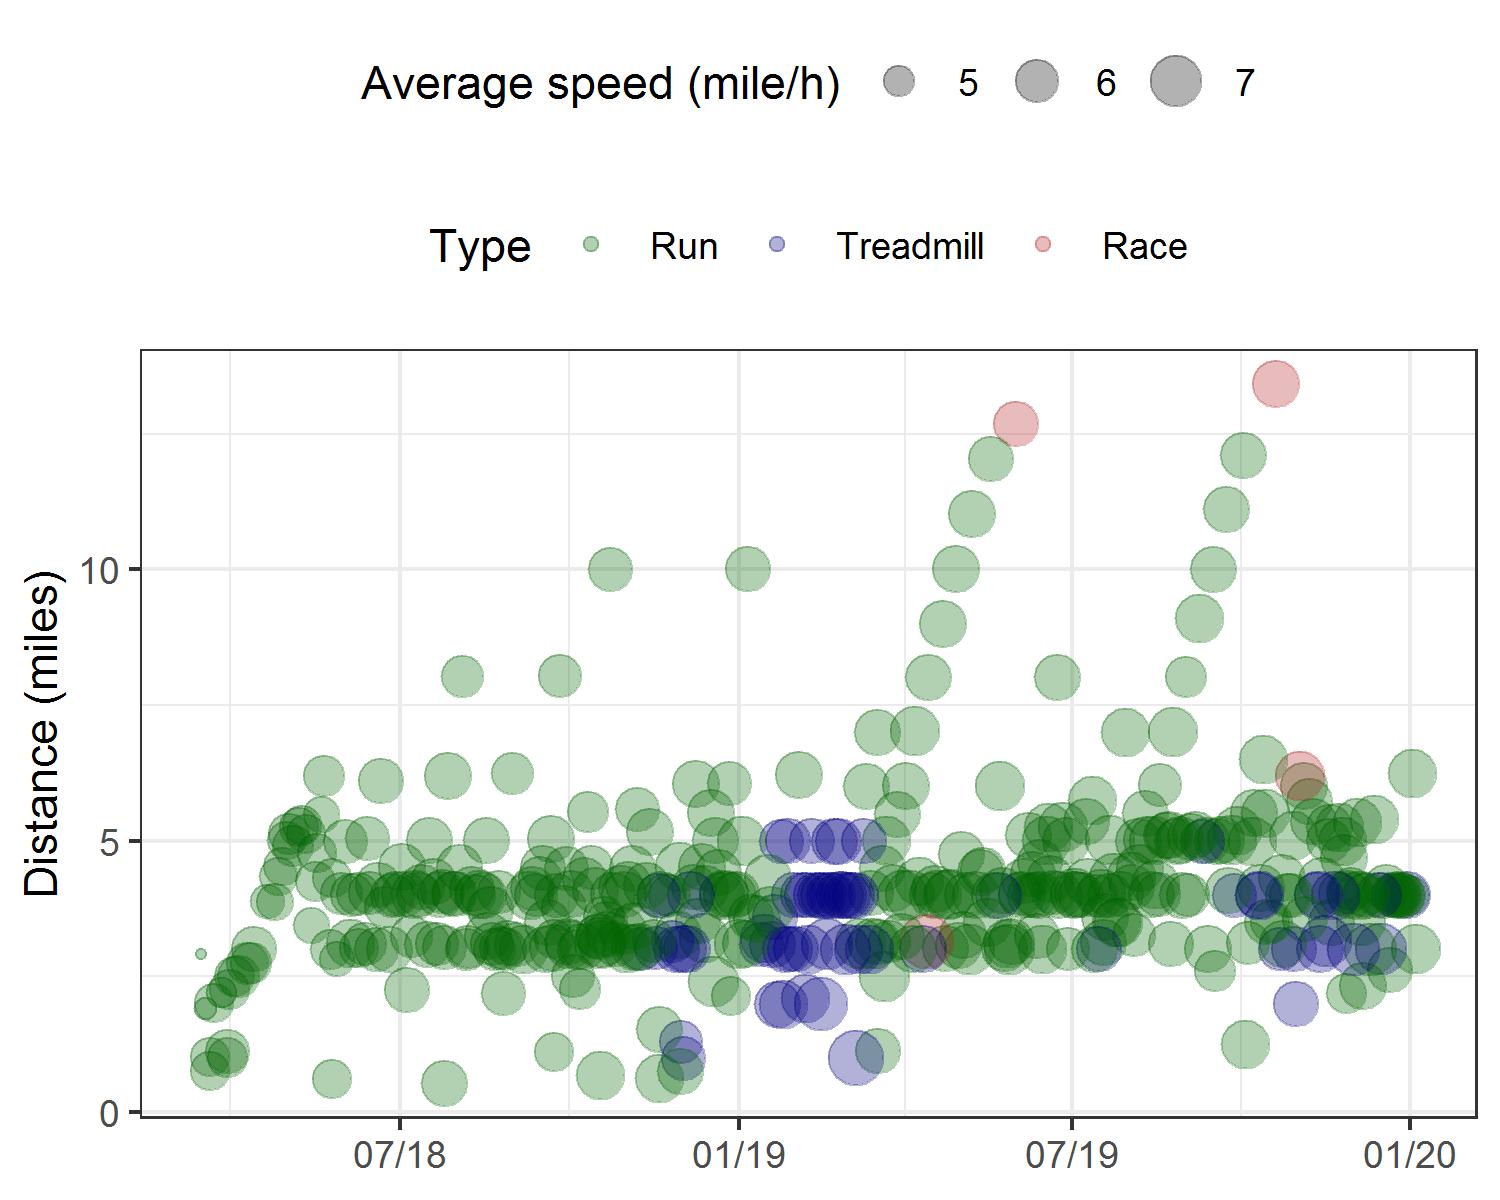 Average speed (mile/h) 5 6 7
Type Run Treadmill Race
Distance (miles)
10
5
0
07/18 01/19 07/19 01/20